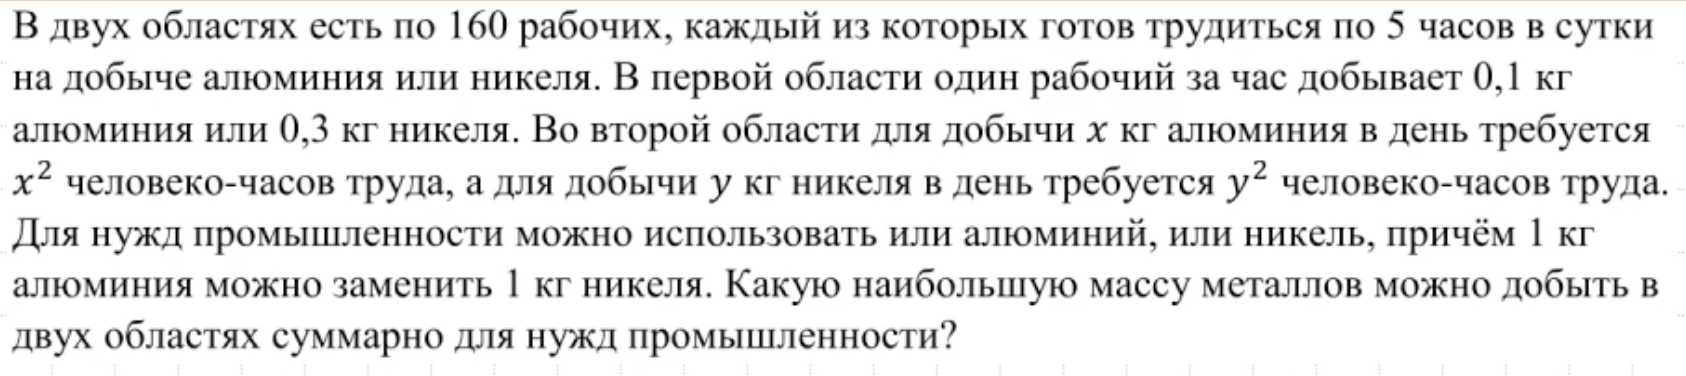 В двух областях есть по 160 рабочих, каждый из которых готов трудиться по 5 часов в сутки
на добыче алюминия или никеля. В первой области один рабочий за час добывает 0,1 кг
алюминия или 0,3 кг никеля. Во второй области для добычи x кг алюминия в день требуется
x² человеко-часов труда, а для добычи y кг никеля в день требуется y² человеко-часов труда.
Для нужд промышленности можно использовать или алюминий, или никель, причём 1 кг
алюминия можно заменить 1 кг никеля. Какую наибольшую массу металлов можно добыть в
двух областях суммарно для нужд промышленности?